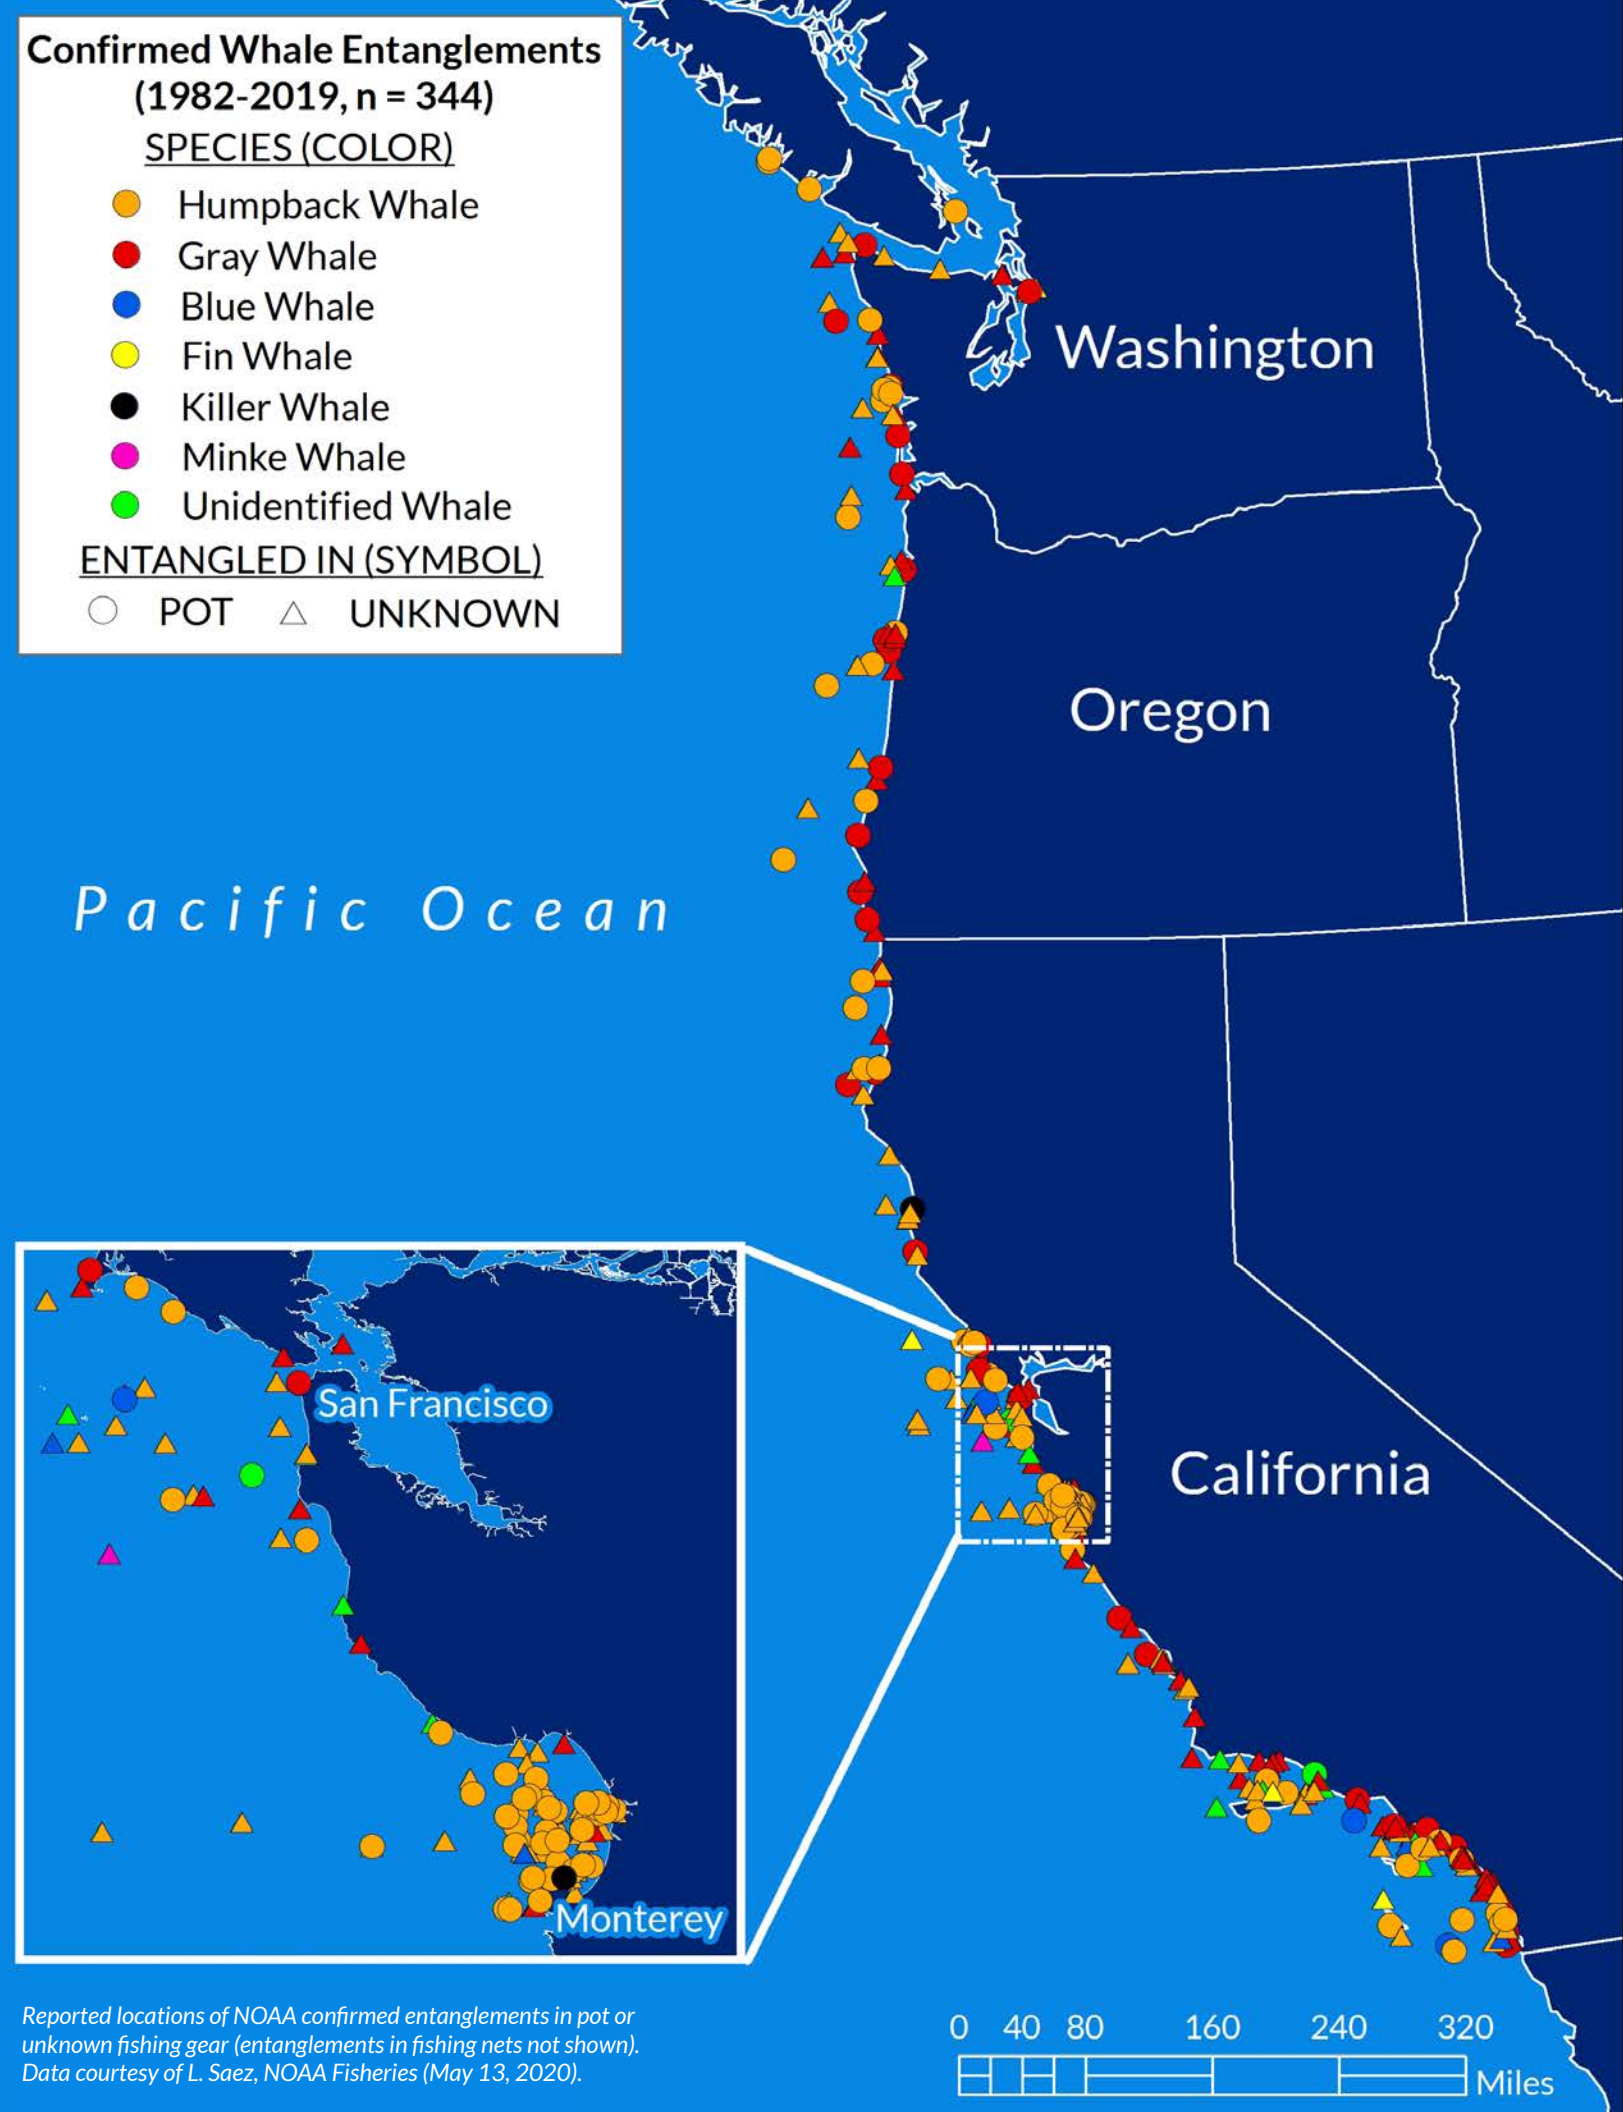 Confirmed Whale Entanglements
(1982-2019, n = 344)
SPECIES (COLOR)
Humpback Whale
Gray Whale
Blue Whale
Fin Whale
Killer Whale
Minke Whale
Unidentified Whale
ENTANGLED IN (SYMBOL)
POT UNKNOWN
Washington
Oregon
Pacific Ocean
California
San Francisco
Monterey
Reported locations of NOAA confirmed entanglements in pot or
unknown fishing gear (entanglements in fishing nets not shown).
Data courtesy of L. Saez, NOAA Fisheries (May 13, 2020).
0 40 80 160 240 320
Miles